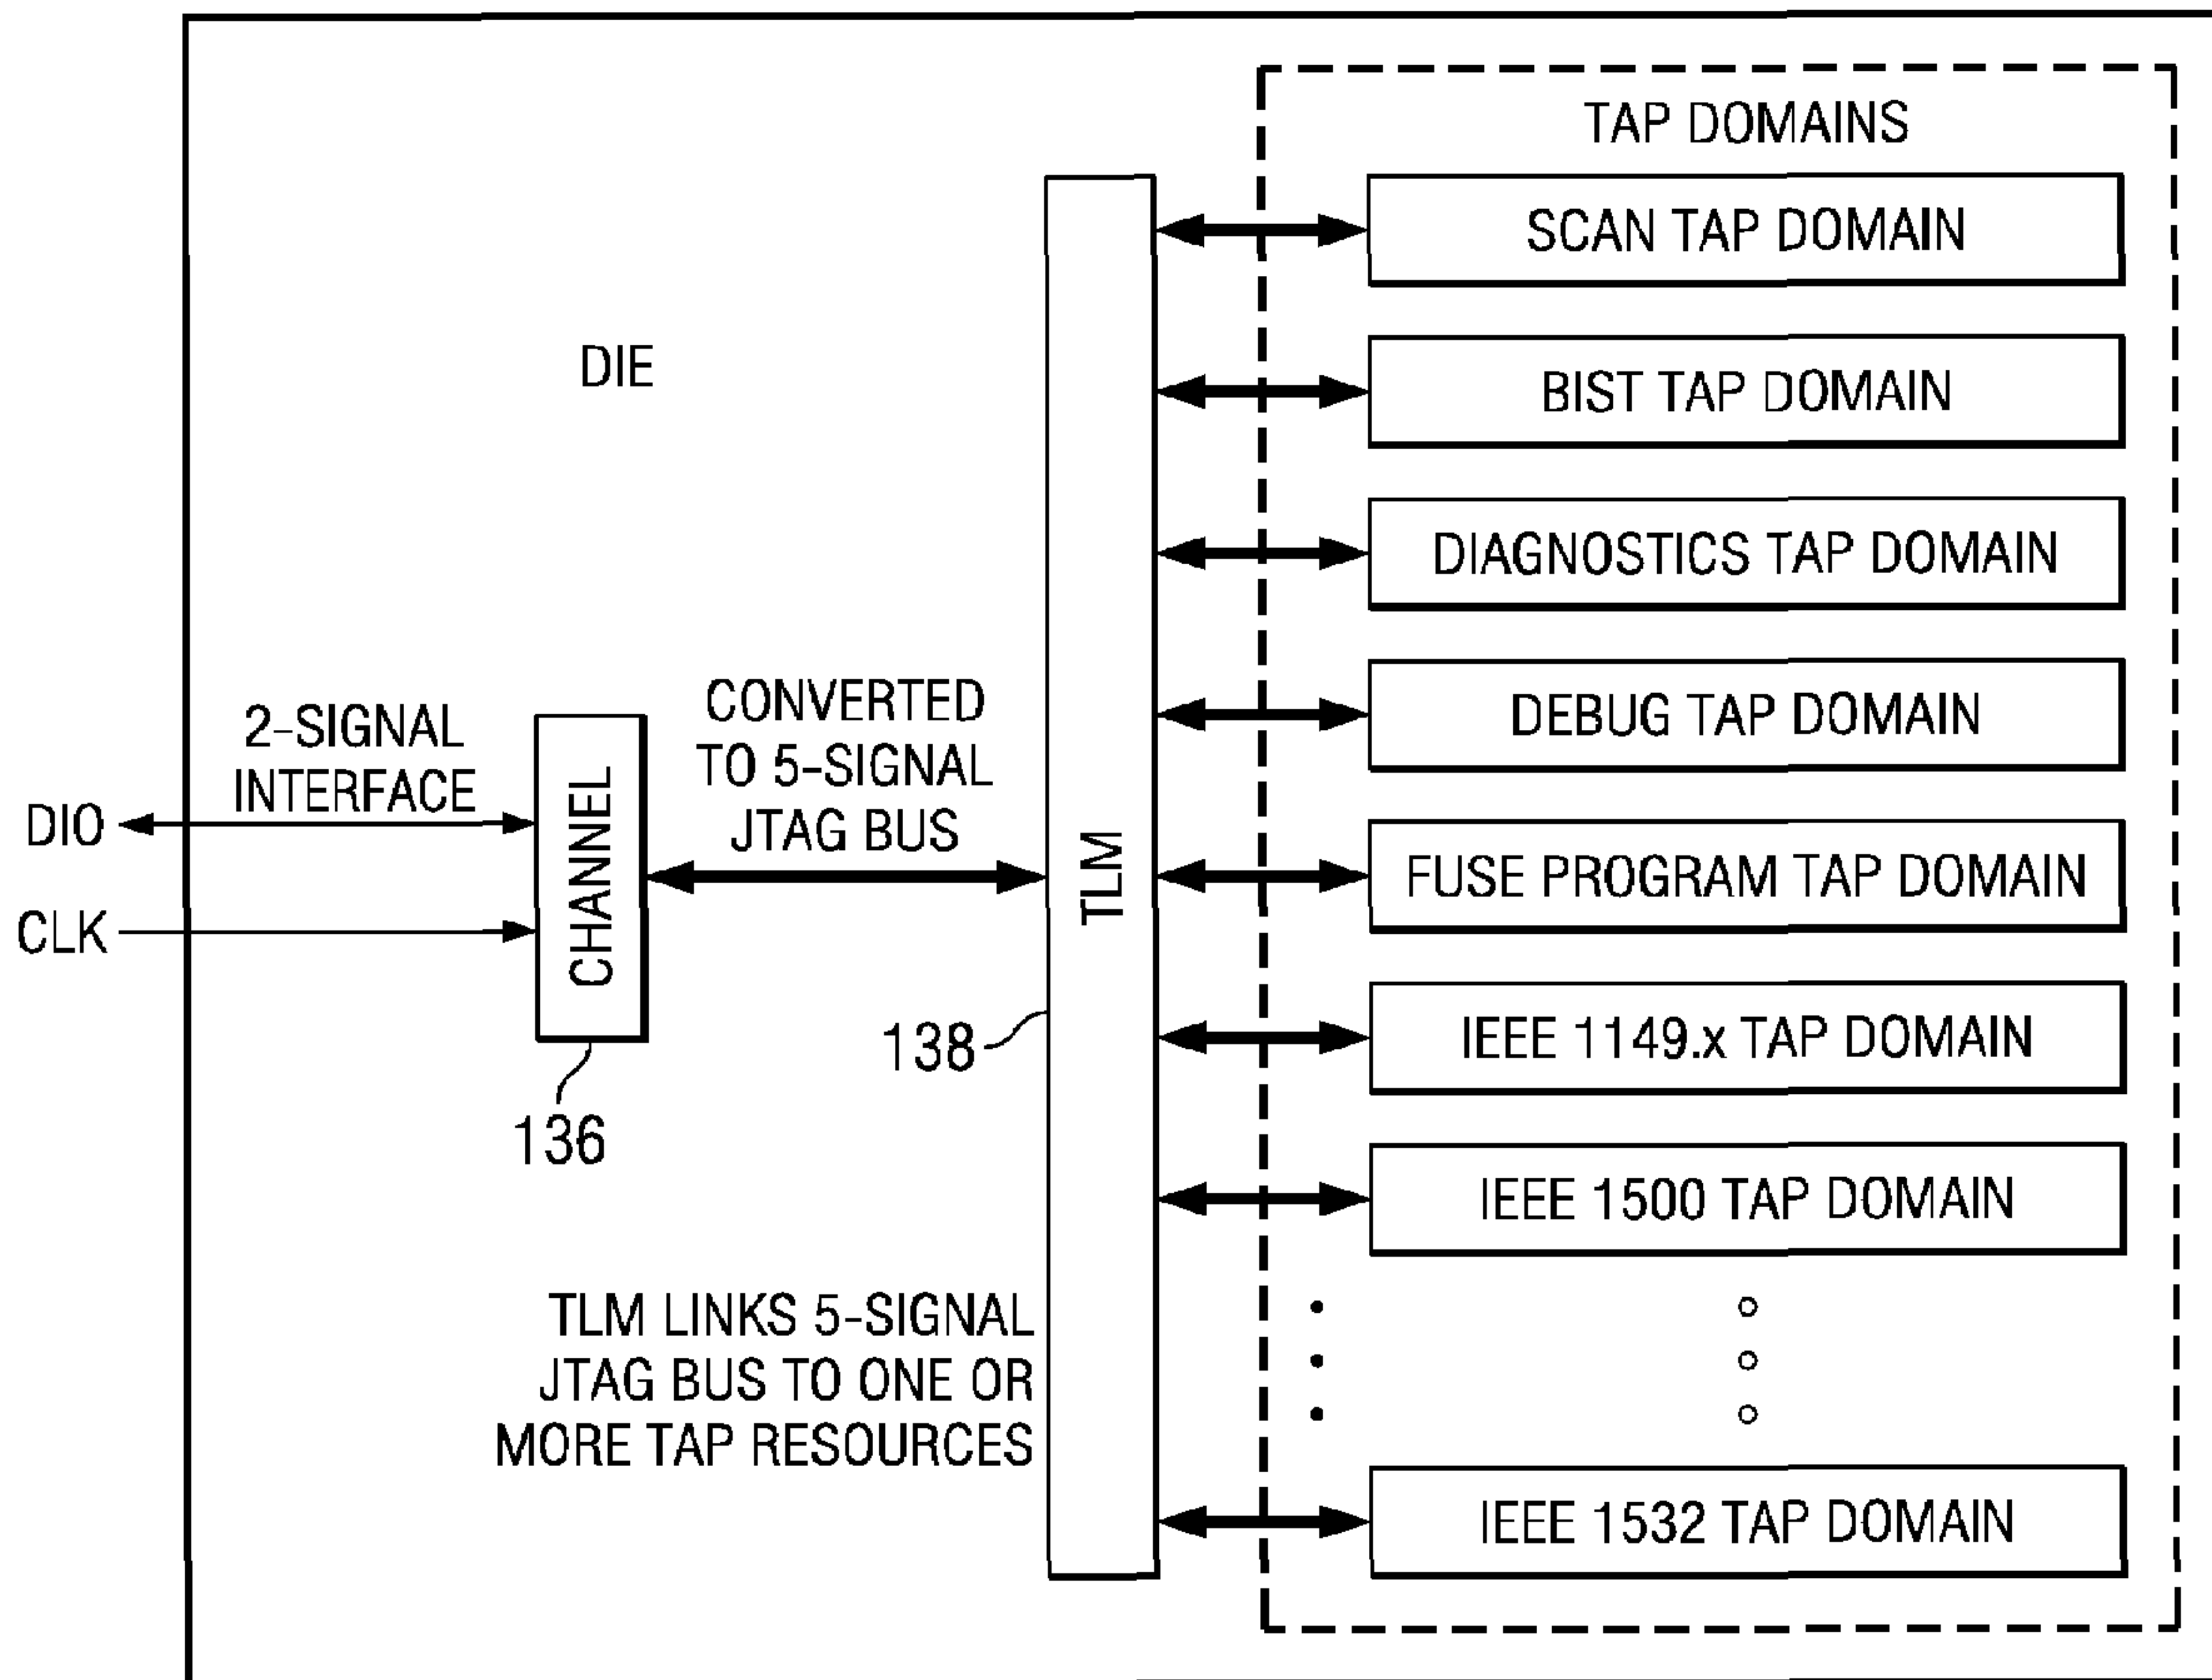 TAP DOMAINS
SCAN TAP DOMAIN
BIST TAP DOMAIN
DIAGNOSTICS TAP DOMAIN
DEBUG TAP DOMAIN
FUSE PROGRAM TAP DOMAIN
IEEE 1149.x TAP DOMAIN
IEEE 1500 TAP DOMAIN
IEEE 1532 TAP DOMAIN
DIE
2-SIGNAL
INTERFACE
DIO
CLK
CHANNEL
136
CONVERTED
TO 5-SIGNAL
JTAG BUS
TLM
138
TLM LINKS 5-SIGNAL
JTAG BUS TO ONE OR
MORE TAP RESOURCES